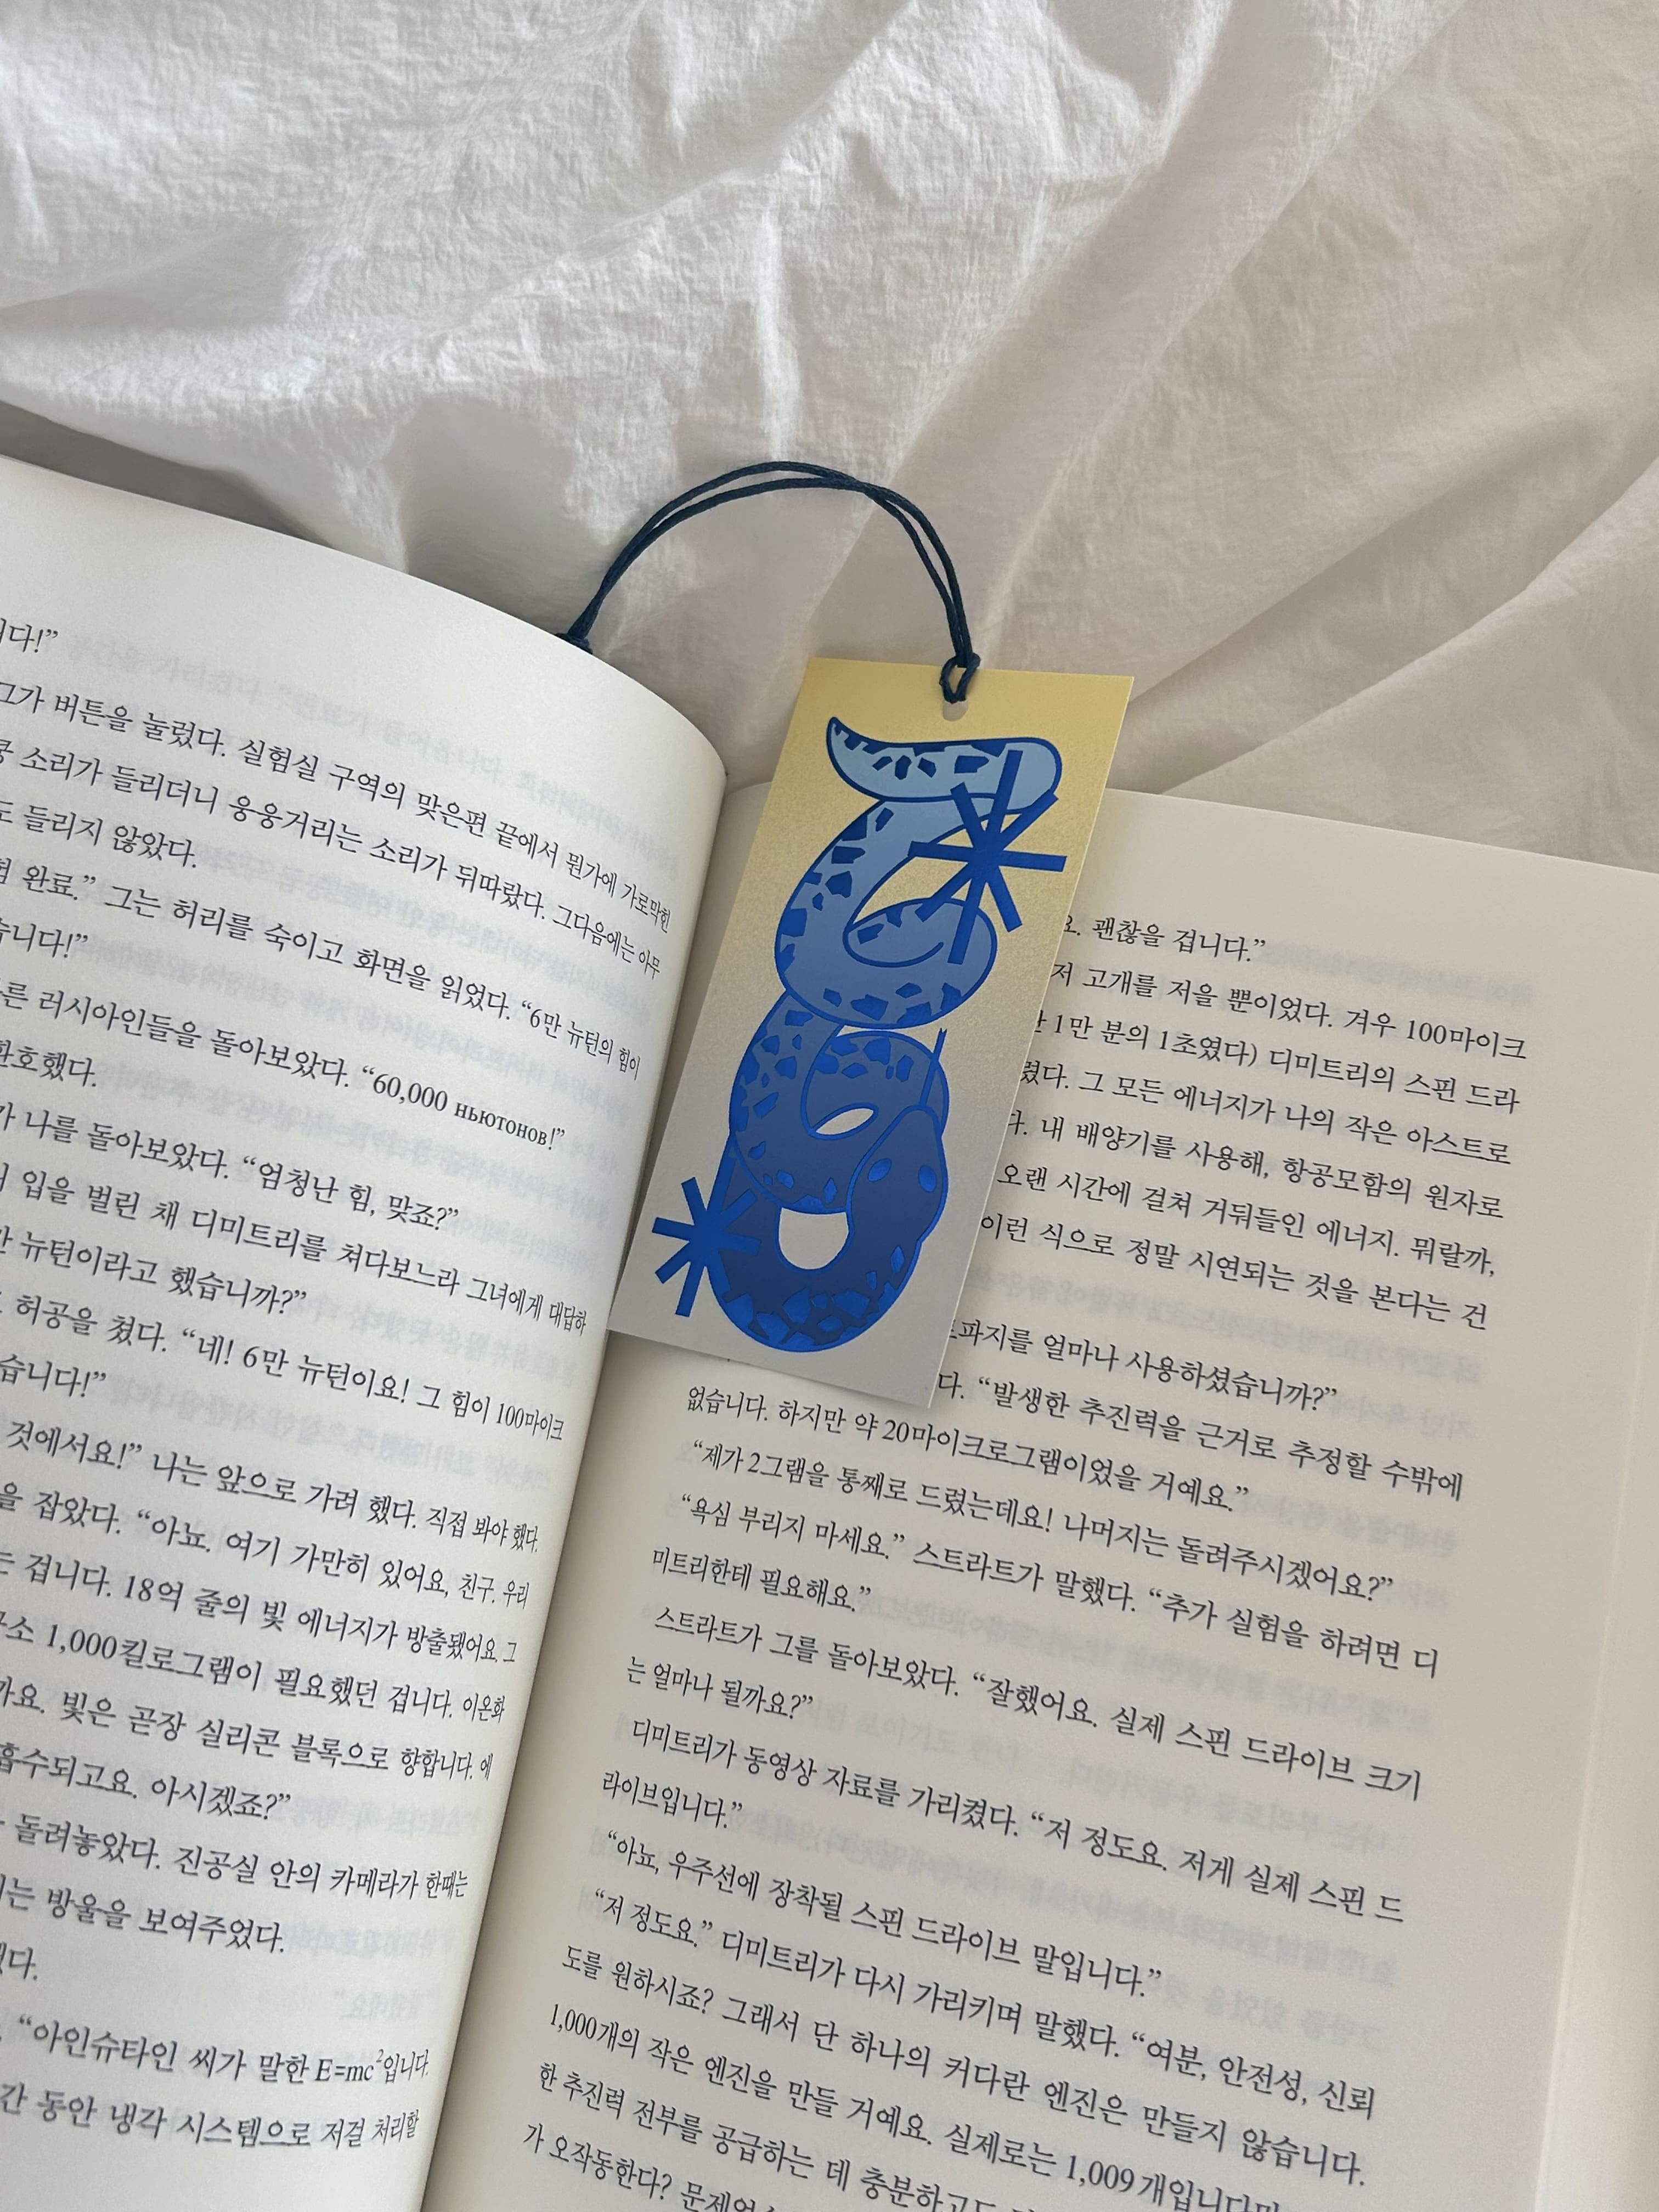 니다!”
그가 버튼을 눌렀다. 실험실 구역의 맞은편 끝에서 뭔가에 가로막힌
쿵 소리가 들리더니 웅웅거리는 소리가 뒤따랐다. 그다음에는 아무
도 들리지 않았다.
험 완료.” 그는 허리를 숙이고 화면을 읽었다. “6만 뉴턴의 힘이
습니다!”
른 러시아인들을 돌아보았다. “60,000 ньютонов!”
환호했다.
가 나를 돌아보았다. “엄청난 힘, 맞죠?”
입을 벌린 채 디미트리를 쳐다보느라 그녀에게 대답하
만 뉴턴이라고 했습니까?”
허공을 쳤다. “네! 6만 뉴턴이요! 그 힘이 100마이크
습니다!”
것에서요!” 나는 앞으로 가려 했다. 직접 봐야 했다.
을 잡았다. “아뇨. 여기 가만히 있어요, 친구. 우리
는 겁니다. 18억 줄의 빛 에너지가 방출됐어요. 그
소 1,000킬로그램이 필요했던 겁니다. 이온화
까요. 빛은 곧장 실리콘 블록으로 향합니다. 에
흡수되고요. 아시겠죠?”
돌려놓았다. 진공실 안의 카메라가 한때는
는 방울을 보여주었다.
다.
“아인슈타인 씨가 말한 E=mc²입니다.
간 동안 냉각 시스템으로 저걸 처리할
요. 괜찮을 겁니다.”
저 고개를 저을 뿐이었다. 겨우 100마이크
1만 분의 1초였다) 디미트리의 스핀 드라
렸다. 그 모든 에너지가 나의 작은 아스트로
다. 내 배양기를 사용해, 항공모함의 원자로
오랜 시간에 걸쳐 거둬들인 에너지. 뭐랄까,
이런 식으로 정말 시연되는 것을 본다는 건
파지를 얼마나 사용하셨습니까?”
다. “발생한 추진력을 근거로 추정할 수밖에
없습니다. 하지만 약 20마이크로그램이었을 거예요.”
“제가 2그램을 통째로 드렸는데요! 나머지는 돌려주시겠어요?”
“욕심 부리지 마세요.” 스트라트가 말했다. “추가 실험을 하려면 디
미트리한테 필요해요.”
스트라트가 그를 돌아보았다. “잘했어요. 실제 스핀 드라이브 크기
는 얼마나 될까요?”
디미트리가 동영상 자료를 가리켰다. “저 정도요. 저게 실제 스핀 드
라이브입니다.”
“아뇨, 우주선에 장착될 스핀 드라이브 말입니다.”
“저 정도요.” 디미트리가 다시 가리키며 말했다. “여분, 안전성, 신뢰
도를 원하시죠? 그래서 단 하나의 커다란 엔진은 만들지 않습니다.
1,000개의 작은 엔진을 만들 거예요. 실제로는 1,009개입니다만
한 추진력 전부를 공급하는 데 충분하고도
가 오작동한다?